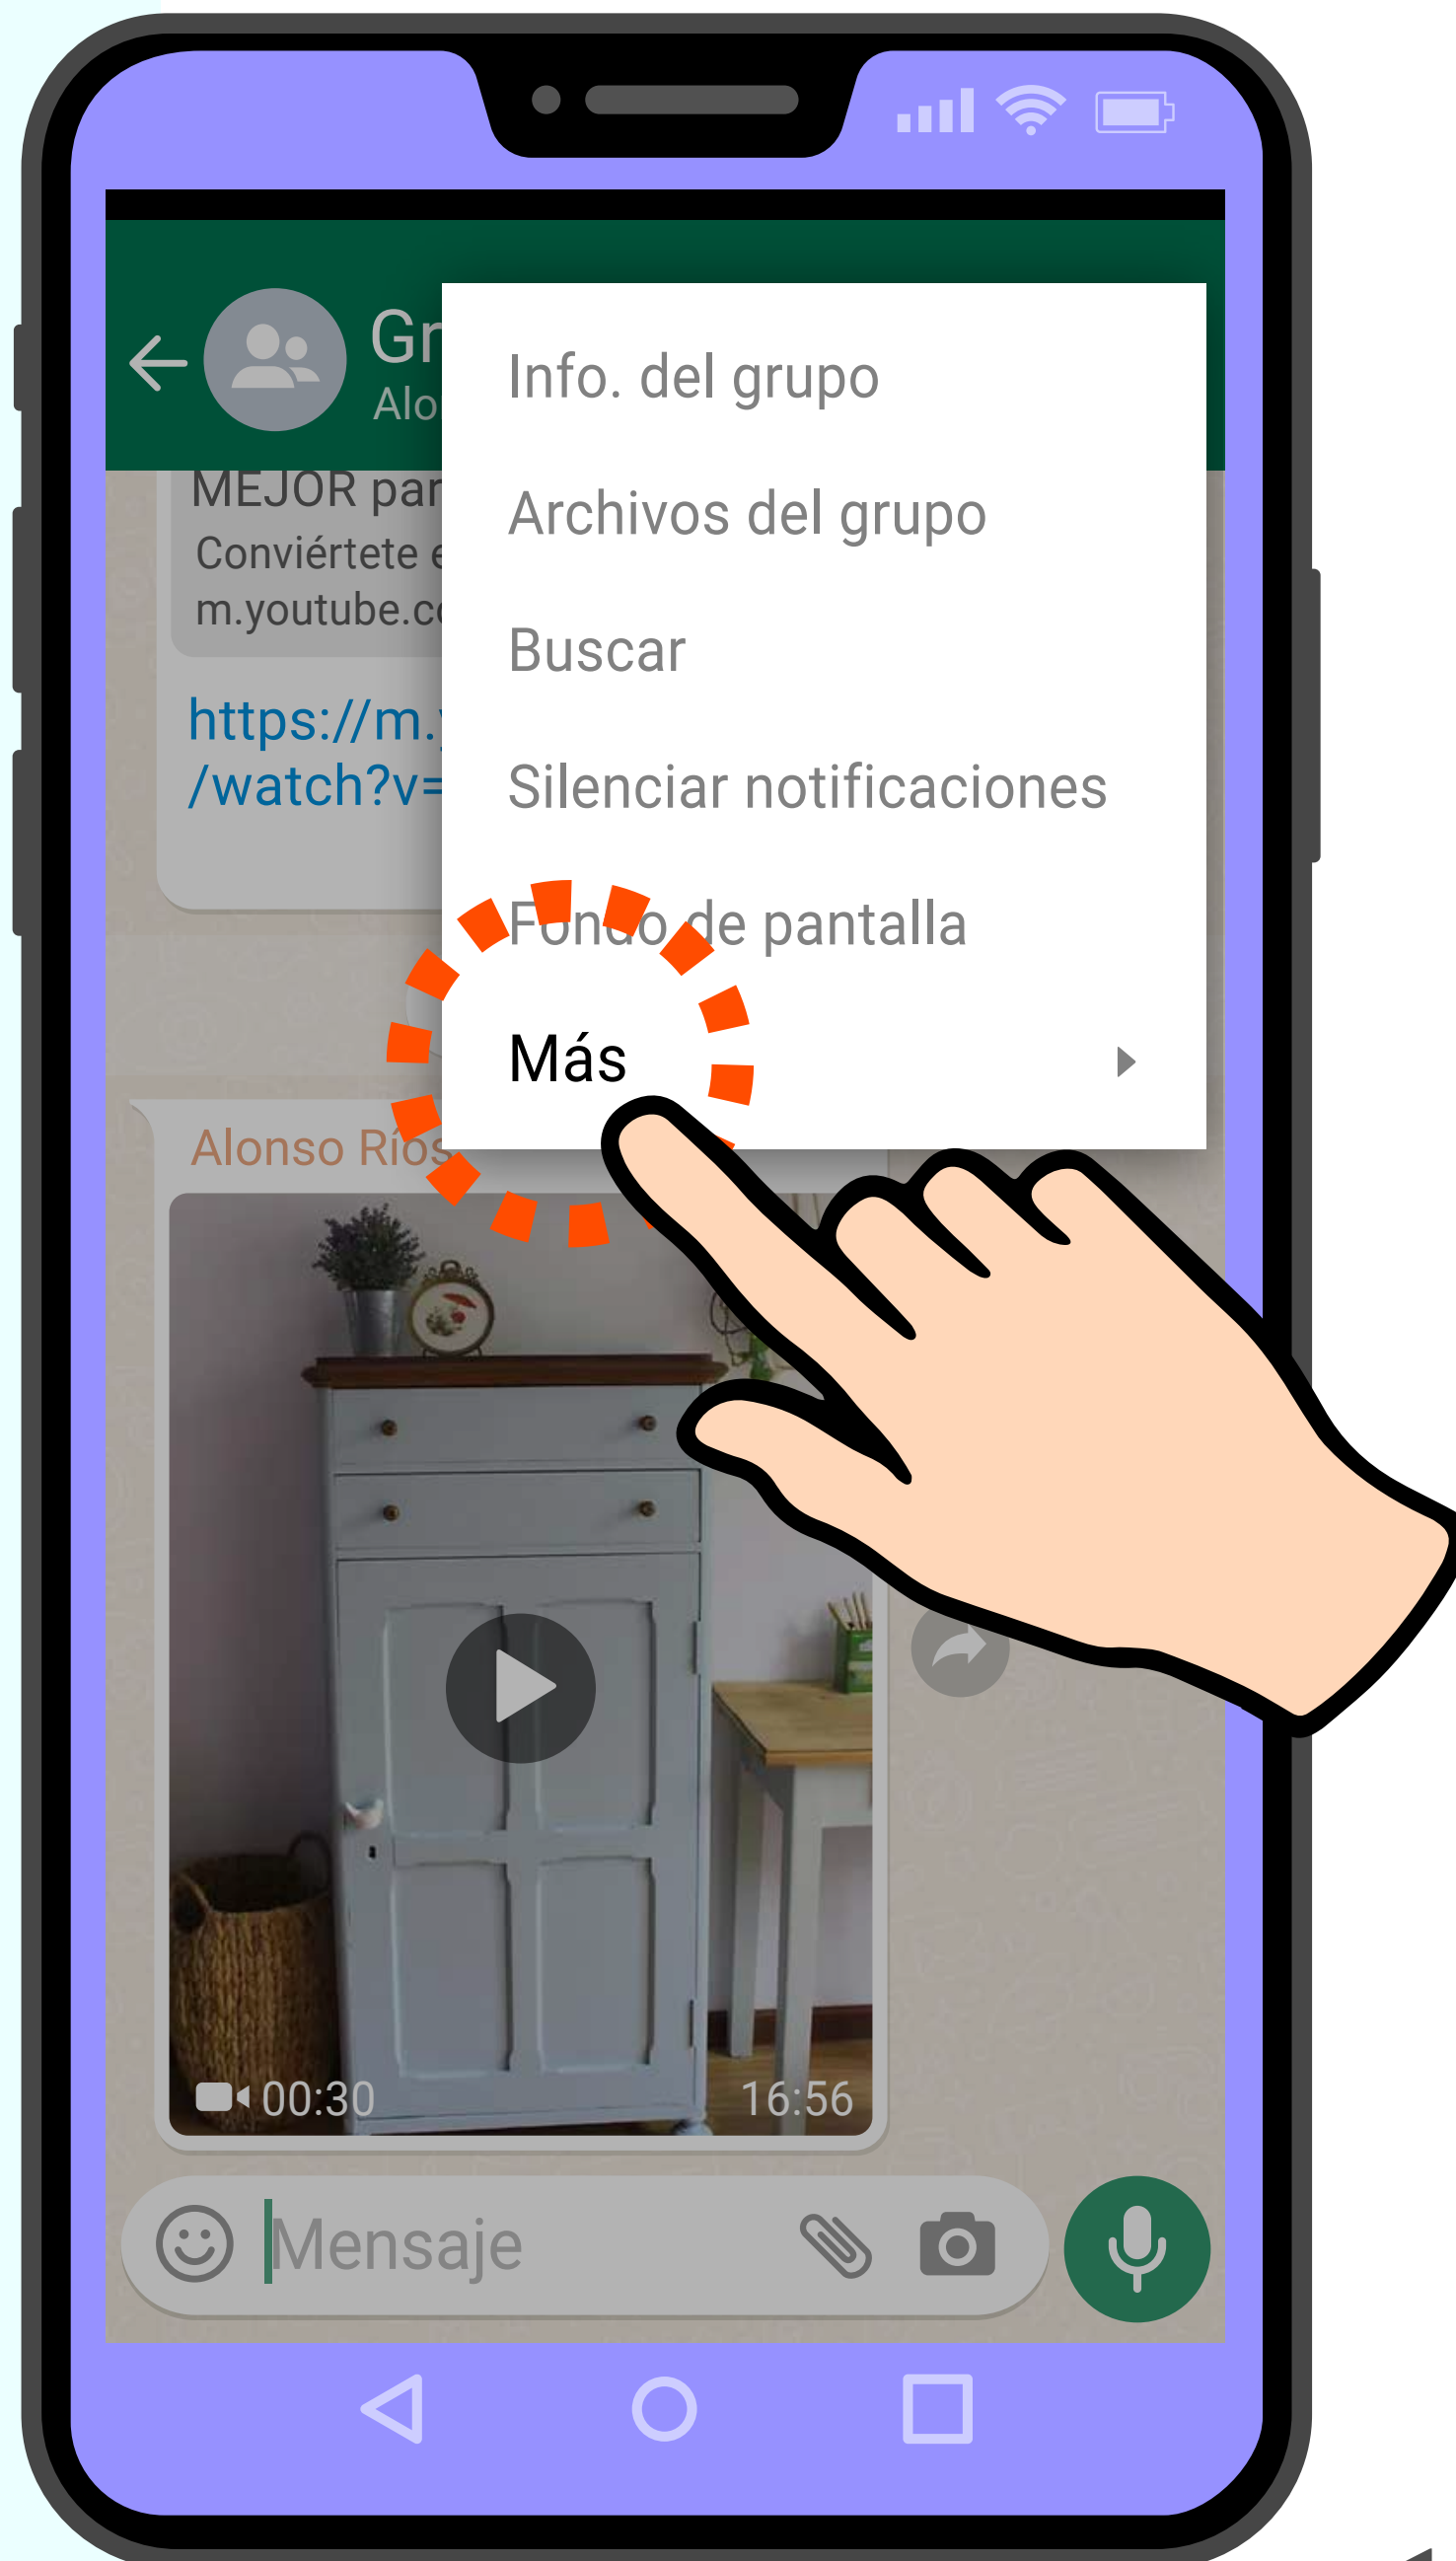 Gr
Alo
Info. del grupo
Archivos del grupo
Buscar
Silenciar notificaciones
Fondo de pantalla
Más
MEJOR par
Conviértete e
m.youtube.co
https://m.y
/watch?v=
Alonso Ríos
00:30
16:56
Mensaje